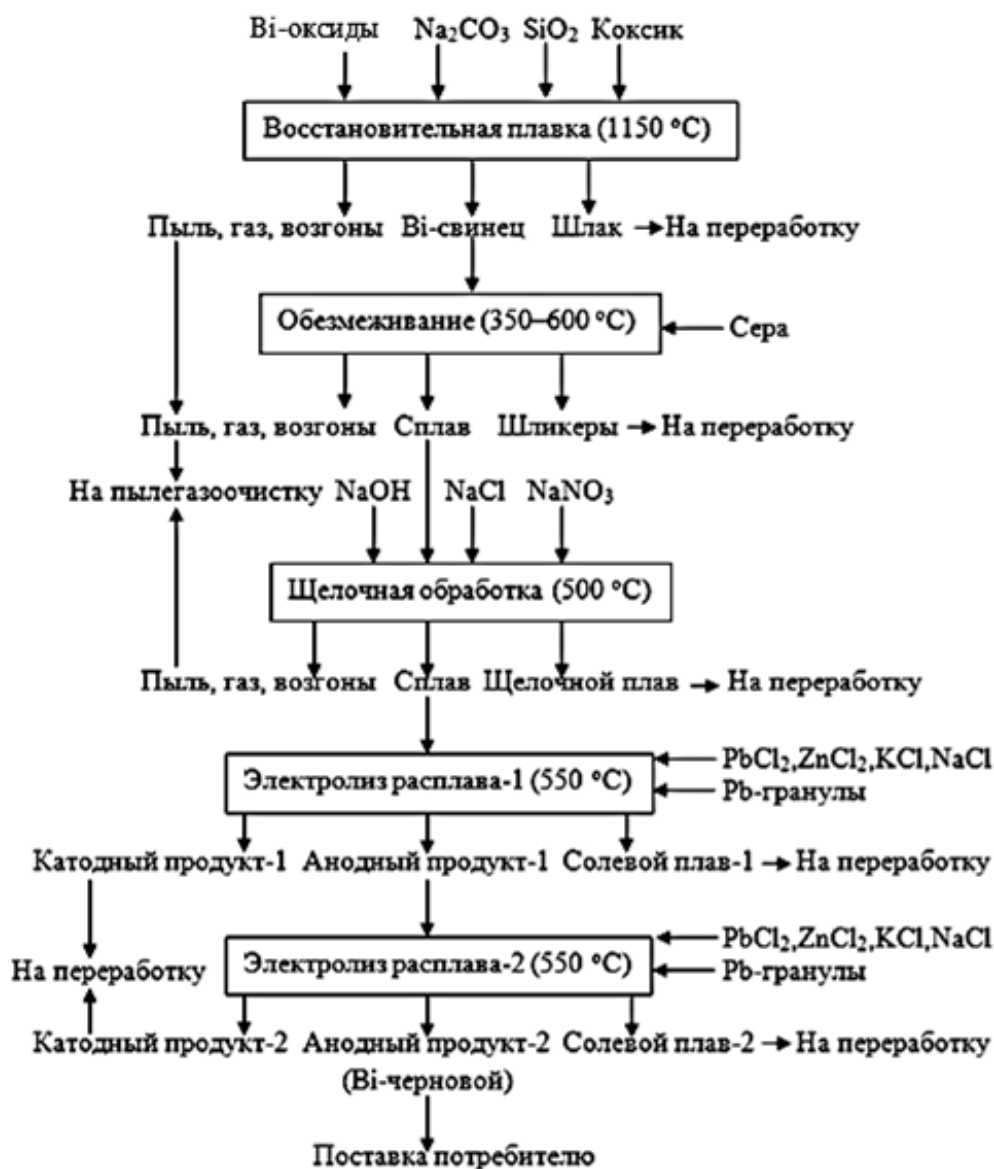 Bi-оксиды Na₂CO₃ SiO₂ Коксик
Восстановительная плавка (1150 °С)
Пыль, газ, возгоны Bi-свинец Шлак На переработку
Обезмеживание (350–600 °С)
Сера
Пыль, газ, возгоны Сплав Шликеры На переработку
На пылегазоочистку NaOH NaCl NaNO₃
Щелочная обработка (500 °С)
Пыль, газ, возгоны Сплав Щелочной плав На переработку
PbCl₂,ZnCl₂,KCl,NaCl
Электролиз расплава-1 (550 °С)
Pb-гранулы
Катодный продукт-1 Анодный продукт-1 Солевой плав-1 На переработку
PbCl₂,ZnCl₂,KCl,NaCl
На переработку Электролиз расплава-2 (550 °С) Pb-гранулы
Катодный продукт-2 Анодный продукт-2 Солевой плав-2 На переработку
(Bi-черновой)
Поставка потребителю